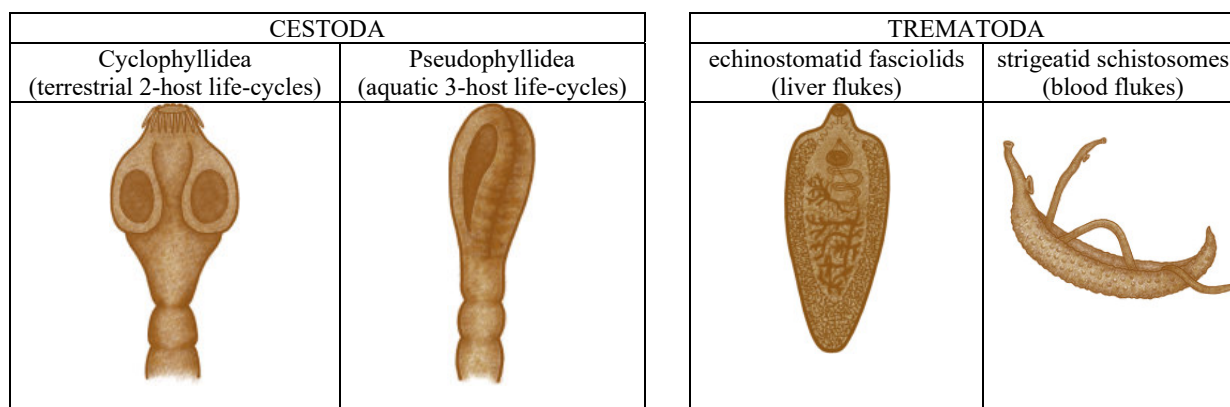 CESTODA
Cyclophyllidea
(terrestrial 2-host life-cycles)
Pseudophyllidea
(aquatic 3-host life-cycles)
TREMATODA
echinostomatid fasciolids
(liver flukes)
strigeatid schistosomes
(blood flukes)